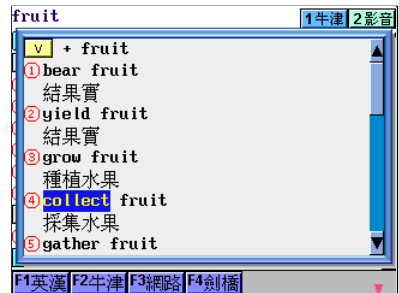 fruit
1牛津 2影音
v + fruit
①bear fruit
結果實
②yield fruit
結果實
③grow fruit
種植水果
④collect fruit
採集水果
⑤gather fruit
F1英漢 F2牛津 F3網路 F4劍橋